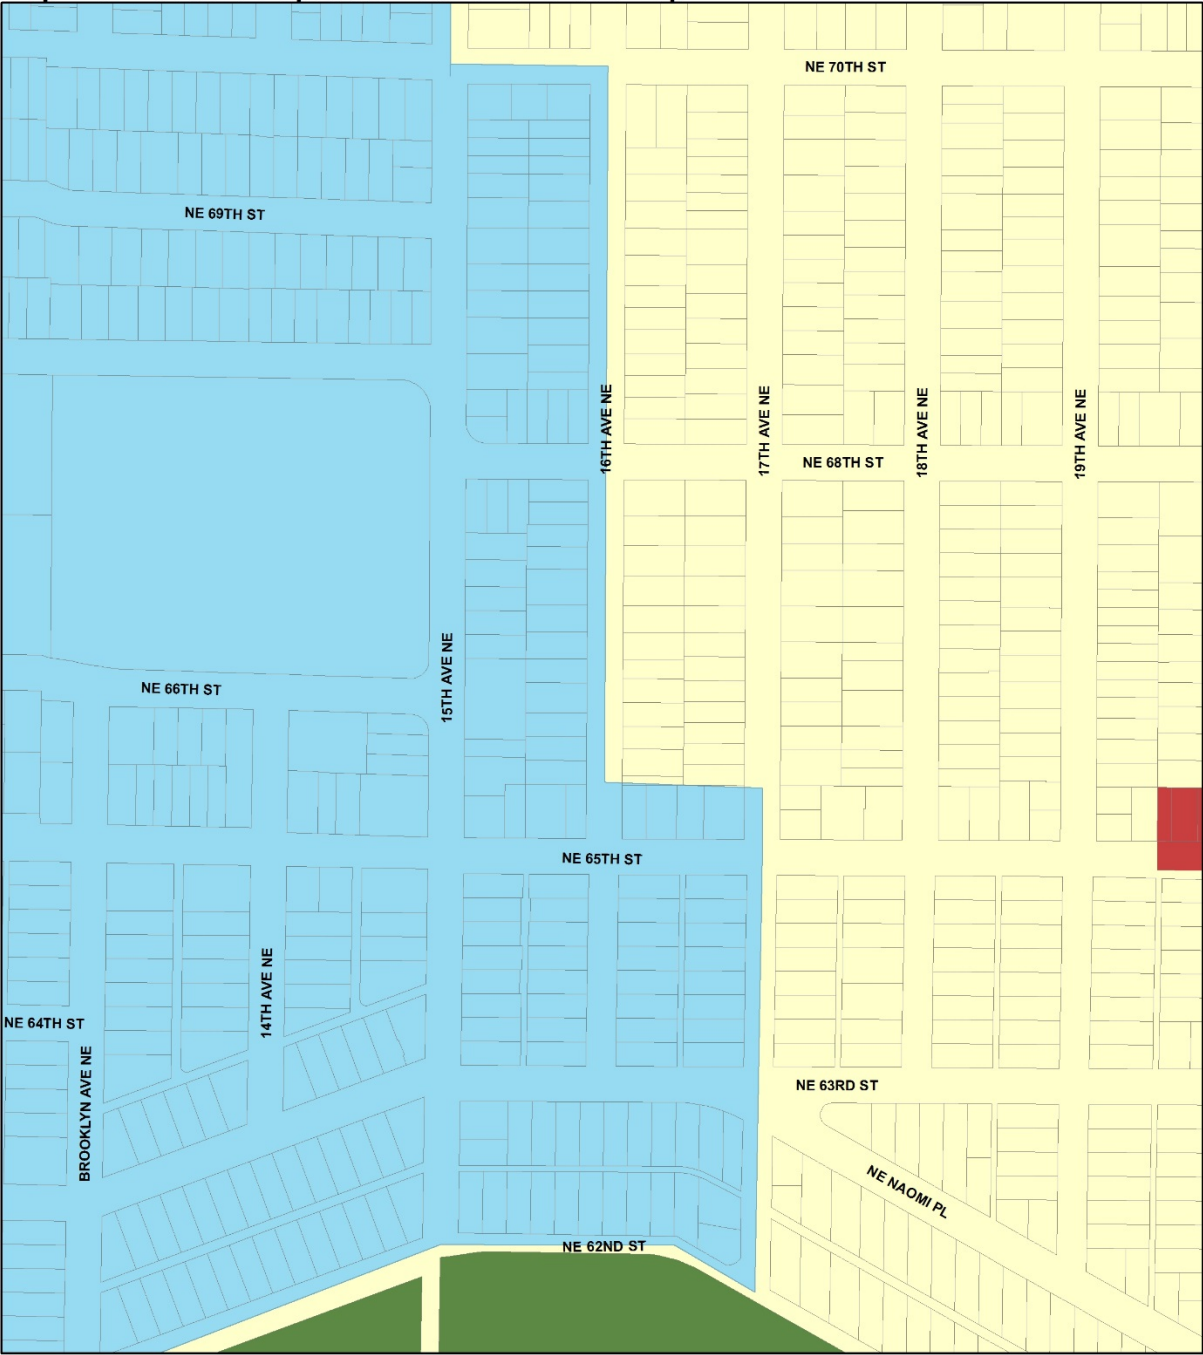 NE 70TH ST
NE 69TH ST
16TH AVE NE
17TH AVE NE
18TH AVE NE
19TH AVE NE
NE 68TH ST
15TH AVE NE
NE 66TH ST
NE 65TH ST
14TH AVE NE
NE 64TH ST
BROOKLYN AVE NE
NE 63RD ST
NE NAOMI PL
NE 62ND ST